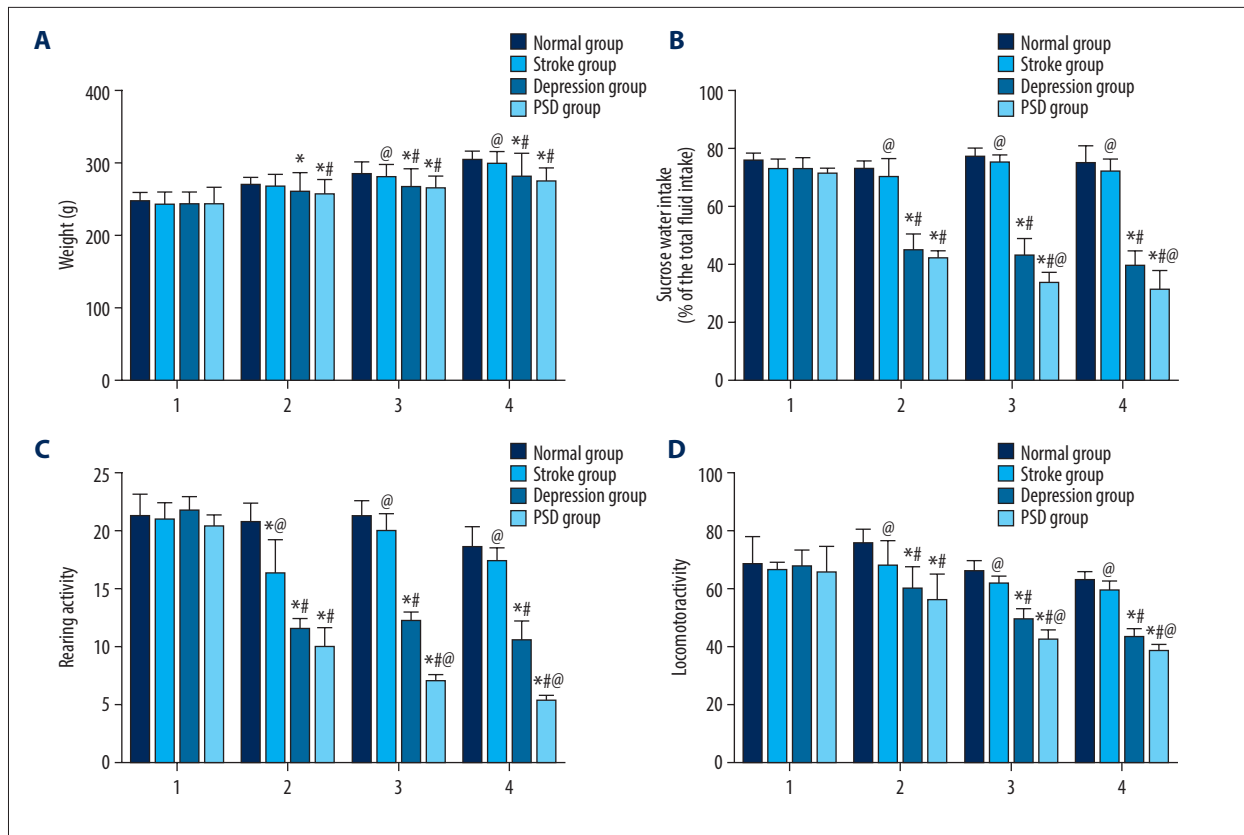 A
Normal group
Stroke group
Depression group
PSD group
Weight (g)
400
300
200
100
0
*
*#
@
*#
*#
@
*#
*#
1 2 3 4
B
Normal group
Stroke group
Depression group
PSD group
Sucrose water intake
(% of the total fluid intake)
100
80
60
40
20
0
@
*#
*#
@
*#
*#@
@
*#
*#@
1 2 3 4
C
Normal group
Stroke group
Depression group
PSD group
Rearing activity
25
20
15
10
5
0
*@
*#
*#
@
*#
*#@
@
*#
*#@
1 2 3 4
D
Normal group
Stroke group
Depression group
PSD group
Locomotoractivity
100
80
60
40
20
0
@
*#
*#
@
*#
*#@
@
*#
*#@
1 2 3 4